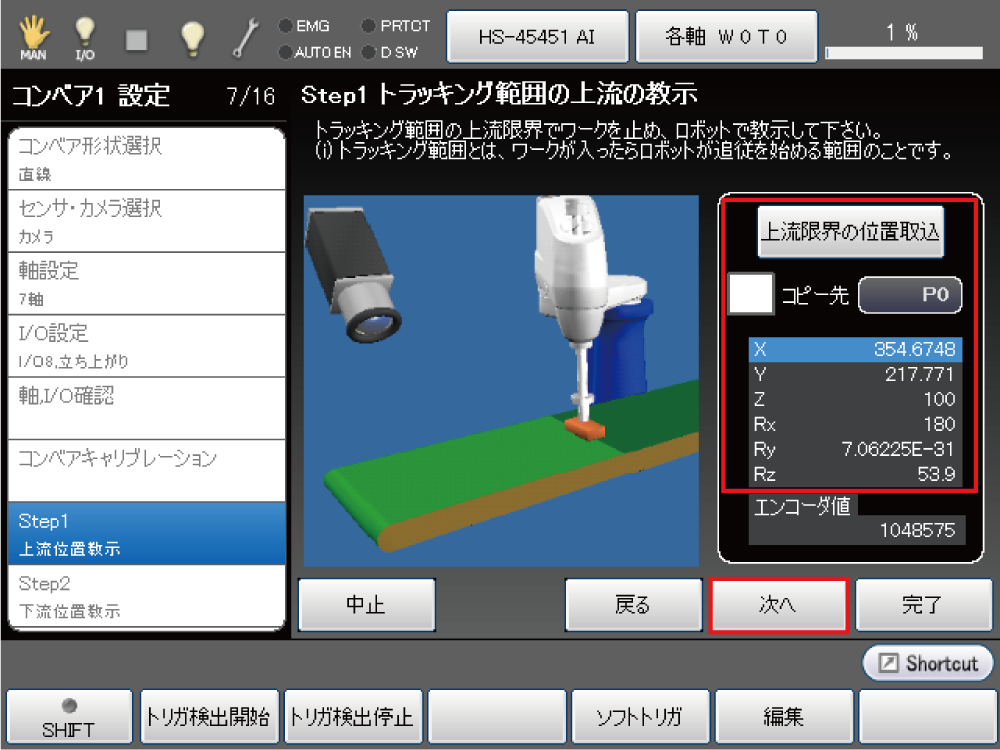 MAN
I/O
EMG
PRTCT
AUTO EN
D SW
HS-45451 AI
各軸 W0T0
1 %
コンベア1 設定
7/16
Step1 トラッキング範囲の上流の教示
トラッキング範囲の上流限界でワークを止め、ロボットで教示して下さい。
(i)トラッキング範囲とは、ワークが入ったらロボットが追従を始める範囲のことです。
コンベア形状選択
直線
センサ・カメラ選択
カメラ
軸設定
7軸
I/O設定
I/O8,立ち上がり
軸,I/O確認
コンベアキャリブレーション
Step1
上流位置教示
Step2
下流位置教示
上流限界の位置取込
コピー先
P0
X 354.6748
Y 217.771
Z 100
Rx 180
Ry 7.06225E-31
Rz 53.9
エンコーダ値
1048575
中止
戻る
次へ
完了
Shortcut
SHIFT
トリガ検出開始
トリガ検出停止
ソフトトリガ
編集